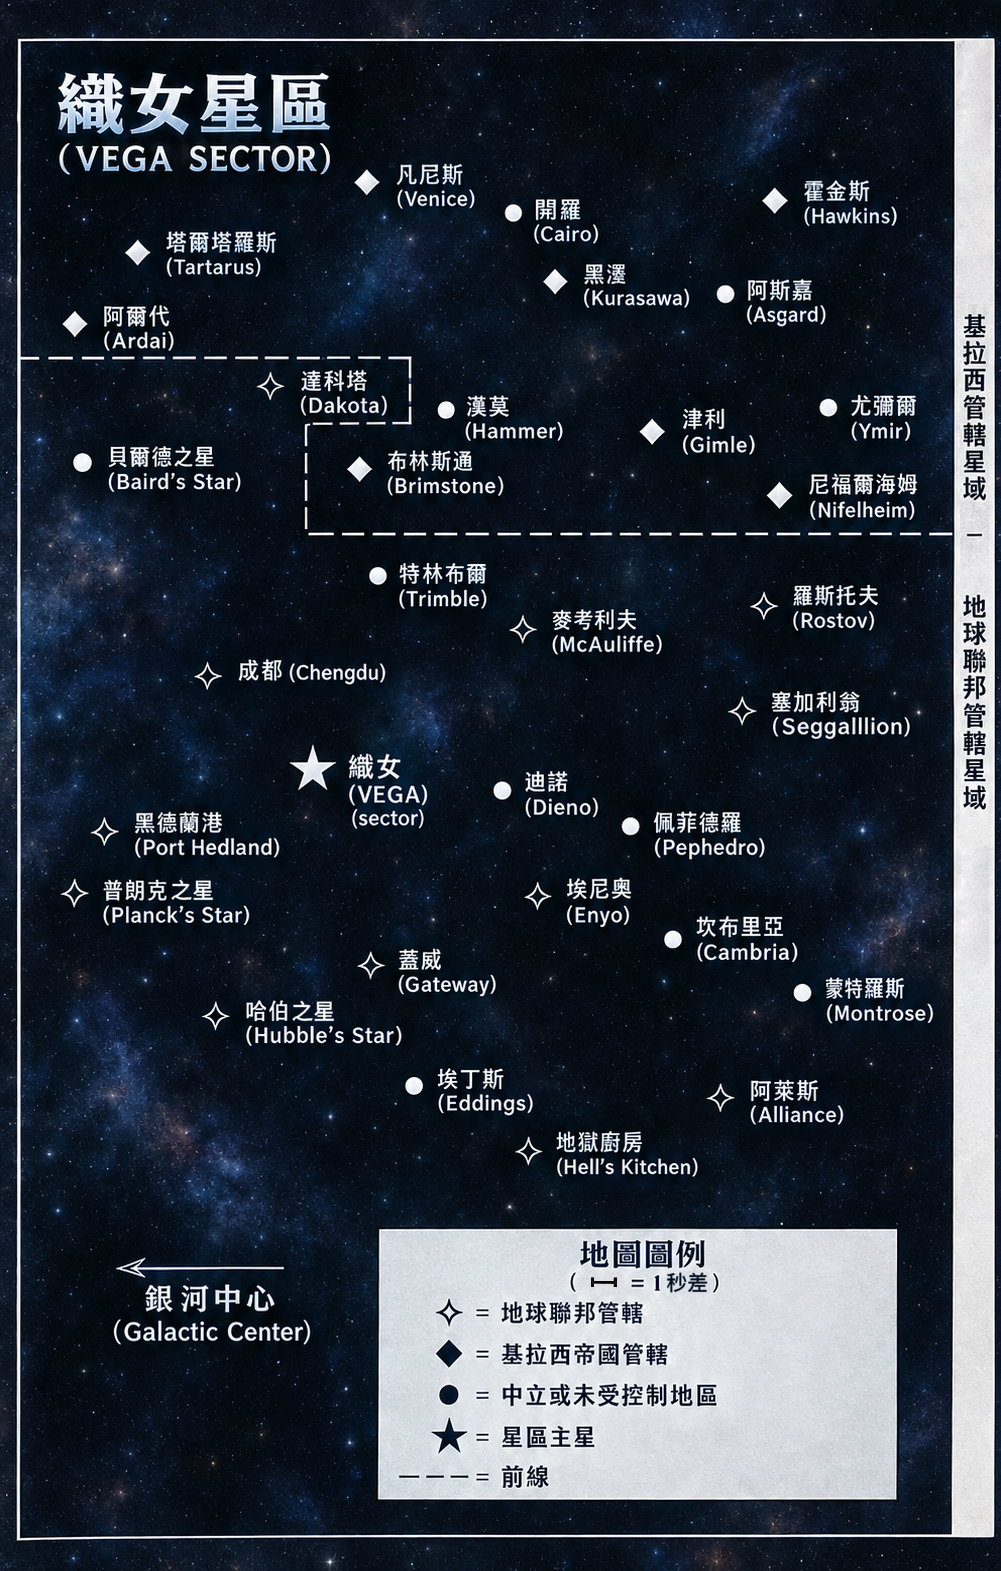 織女星區
(VEGA SECTOR)
凡尼斯
(Venice)
開羅
(Cairo)
霍金斯
(Hawkins)
塔爾塔羅斯
(Tartarus)
黑澤
(Kurasawa)
阿斯嘉
(Asgard)
阿爾代
(Ardai)
達科塔
(Dakota)
漢莫
(Hammer)
津利
(Gimle)
尤彌爾
(Ymir)
貝爾德之星
(Baird's Star)
布林斯通
(Brimstone)
尼福爾海姆
(Nifelheim)
特林布爾
(Trimble)
麥考利夫
(McAuliffe)
羅斯托夫
(Rostov)
成都 (Chengdu)
塞加利翁
(Seggalllion)
織女
(VEGA)
(sector)
迪諾
(Dieno)
佩菲德羅
(Pephedro)
黑德蘭港
(Port Hedland)
普朗克之星
(Planck's Star)
埃尼奧
(Enyo)
坎布里亞
(Cambria)
蓋威
(Gateway)
蒙特羅斯
(Montrose)
哈伯之星
(Hubble's Star)
埃丁斯
(Eddings)
阿萊斯
(Alliance)
地獄廚房
(Hell's Kitchen)
基拉西管轄星域 — 地球聯邦管轄星域
銀河中心
(Galactic Center)
地圖圖例
( = 1秒差)
= 地球聯邦管轄
= 基拉西帝國管轄
= 中立或未受控制地區
= 星區主星
= 前線